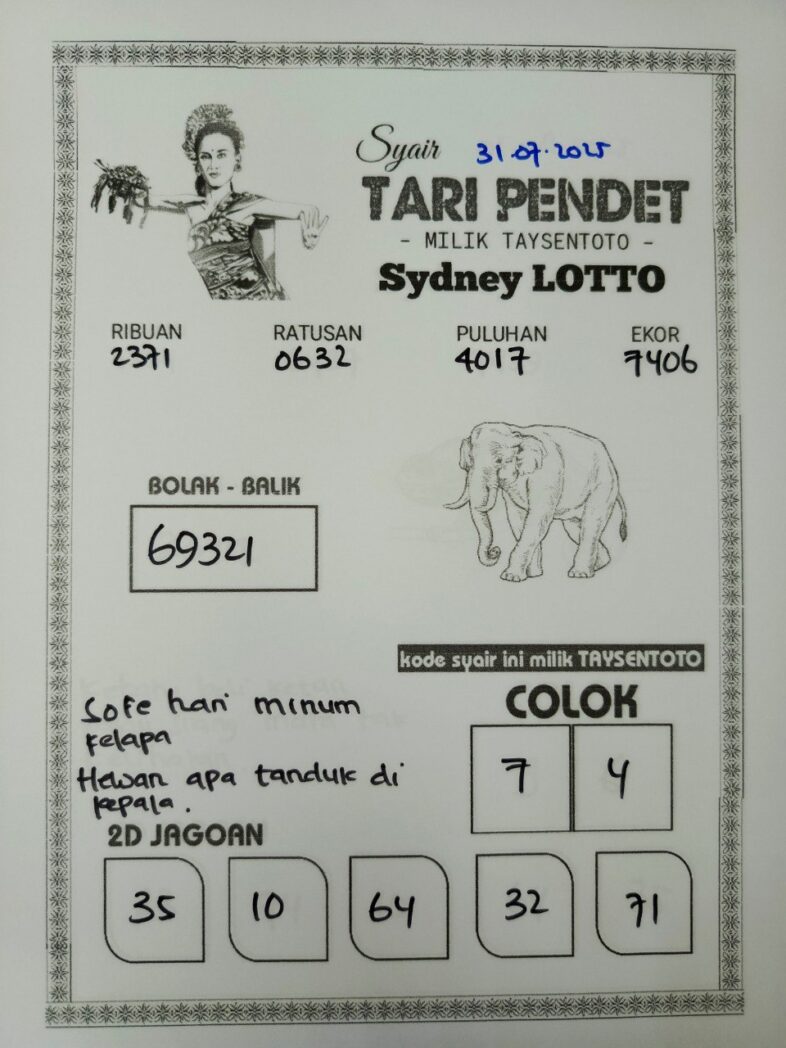 Syair 31.07.2025
TARI PENDET
- MILIK TAYSENTOTO -
Sydney LOTTO
RIBUAN RATUSAN PULUHAN EKOR
2371 0632 4017 7406
BOLAK - BALIK
69321
kode syair ini milik TAYSENTOTO
Sore hari minum
kelapa
Hewan apa tanduk di
kepala.
COLOK
7 4
2D JAGOAN
35 10 64 32 71